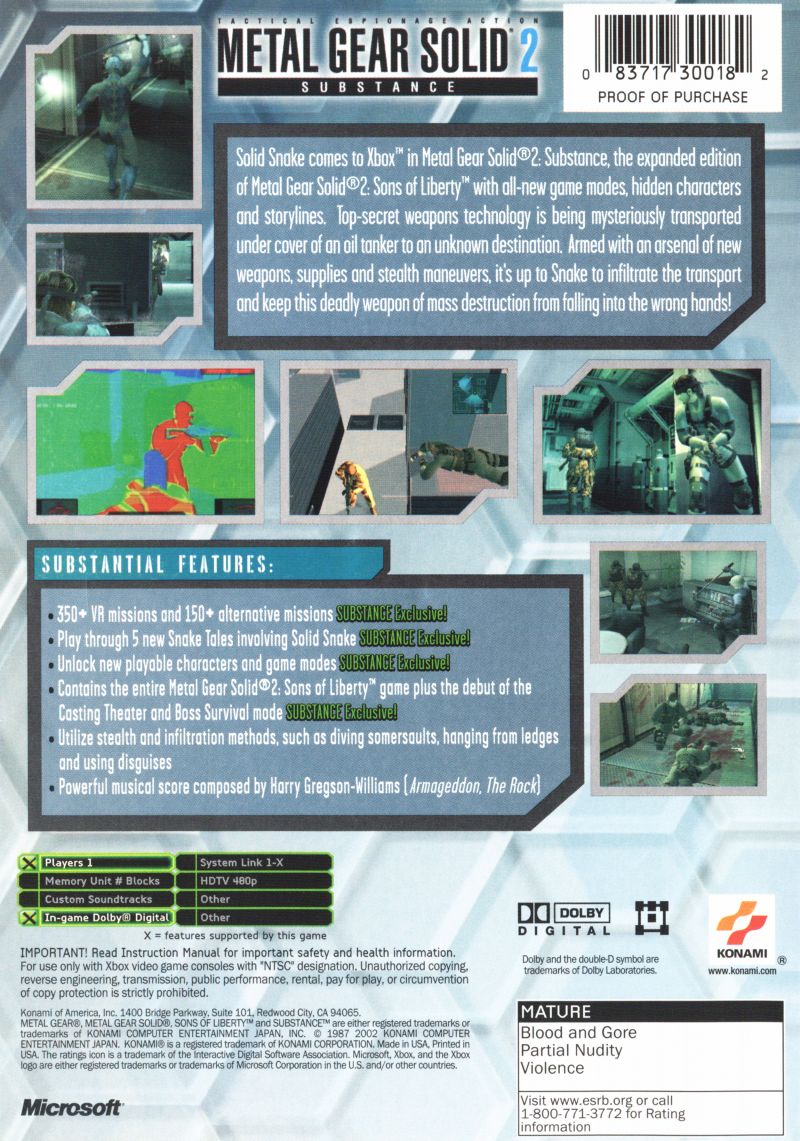 TACTICAL ESPIONAGE ACTION
METAL GEAR SOLID™ 2
SUBSTANCE
0 83717 30018 2
PROOF OF PURCHASE
Solid Snake comes to Xbox™ in Metal Gear Solid®2: Substance, the expanded edition
of Metal Gear Solid®2: Sons of Liberty™ with all-new game modes, hidden characters
and storylines. Top-secret weapons technology is being mysteriously transported
under cover of an oil tanker to an unknown destination. Armed with an arsenal of new
weapons, supplies and stealth maneuvers, it's up to Snake to infiltrate the transport
and keep this deadly weapon of mass destruction from falling into the wrong hands!
SUBSTANTIAL FEATURES:
• 350+ VR missions and 150+ alternative missions SUBSTANCE Exclusive!
• Play through 5 new Snake Tales involving Solid Snake SUBSTANCE Exclusive!
• Unlock new playable characters and game modes SUBSTANCE Exclusive!
• Contains the entire Metal Gear Solid®2: Sons of Liberty™ game plus the debut of the
Casting Theater and Boss Survival mode SUBSTANCE Exclusive!
• Utilize stealth and infiltration methods, such as diving somersaults, hanging from ledges
and using disguises
• Powerful musical score composed by Harry Gregson-Williams (Armageddon, The Rock)
X Players 1
System Link 1-X
Memory Unit # Blocks
HDTV 480p
Custom Soundtracks
Other
X In-game Dolby® Digital
Other
X = features supported by this game
IMPORTANT! Read Instruction Manual for important safety and health information.
For use only with Xbox video game consoles with "NTSC" designation. Unauthorized copying,
reverse engineering, transmission, public performance, rental, pay for play, or circumvention
of copy protection is strictly prohibited.
Konami of America, Inc. 1400 Bridge Parkway, Suite 101, Redwood City, CA 94065.
METAL GEAR®, METAL GEAR SOLID®, SONS OF LIBERTY™ and SUBSTANCE™ are either registered trademarks or
trademarks of KONAMI COMPUTER ENTERTAINMENT JAPAN, INC. © 1987 2002 KONAMI COMPUTER
ENTERTAINMENT JAPAN. KONAMI® is a registered trademark of KONAMI CORPORATION. Made in USA, Printed in
USA. The ratings icon is a trademark of the Interactive Digital Software Association. Microsoft, Xbox, and the Xbox
logo are either registered trademarks or trademarks of Microsoft Corporation in the U.S. and/or other countries.
Microsoft®
DOLBY
DIGITAL
Dolby and the double-D symbol are
trademarks of Dolby Laboratories.
KONAMI®
www.konami.com
MATURE
Blood and Gore
Partial Nudity
Violence
Visit www.esrb.org or call
1-800-771-3772 for Rating
information